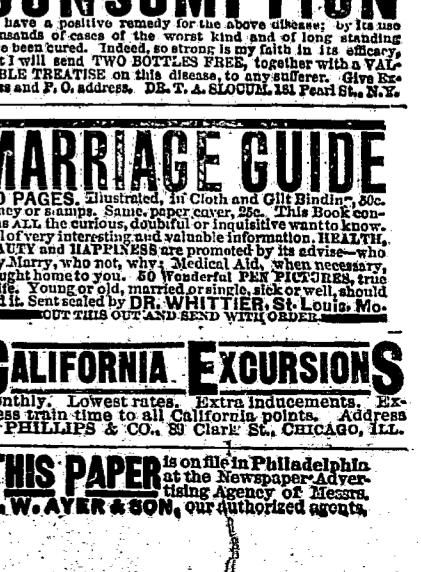 CONSUMPTION
have a positive remedy for the above disease; by its use
sands of cases of the worst kind and of long standing
e been cured. Indeed, so strong is my faith in its efficacy,
t I will send TWO BOTTLES FREE, together with a VAL-
BLE TREATISE on this disease, to any sufferer. Give Ex-
ss and P. O. address. DR. T. A. SLOCUM, 181 Pearl St., N.Y.
MARRIAGE GUIDE
PAGES. Illustrated, in Cloth and Gilt Binding, 50c.
ney or stamps. Same, paper cover, 25c. This Book con-
s ALL the curious, doubtful or inquisitive want to know.
l of very interesting and valuable information. HEALTH,
AUTY and HAPPINESS are promoted by its advise—who
y Marry, who not, why; Medical Aid, when necessary,
ught home to you. 50 Wonderful PEN PICTURES, true
ife. Young or old, married or single, sick or well, should
d it. Sent sealed by DR. WHITTIER, St. Louis, Mo.
CUT THIS OUT AND SEND WITH ORDER
CALIFORNIA EXCURSIONS
nthly. Lowest rates. Extra inducements. Ex-
ess train time to all California points. Address
PHILLIPS & CO., 89 Clark St., CHICAGO, ILL.
THIS PAPER is on file in Philadelphia
at the Newspaper Adver-
tising Agency of Messrs.
. W. AYER & SON, our authorized agents.